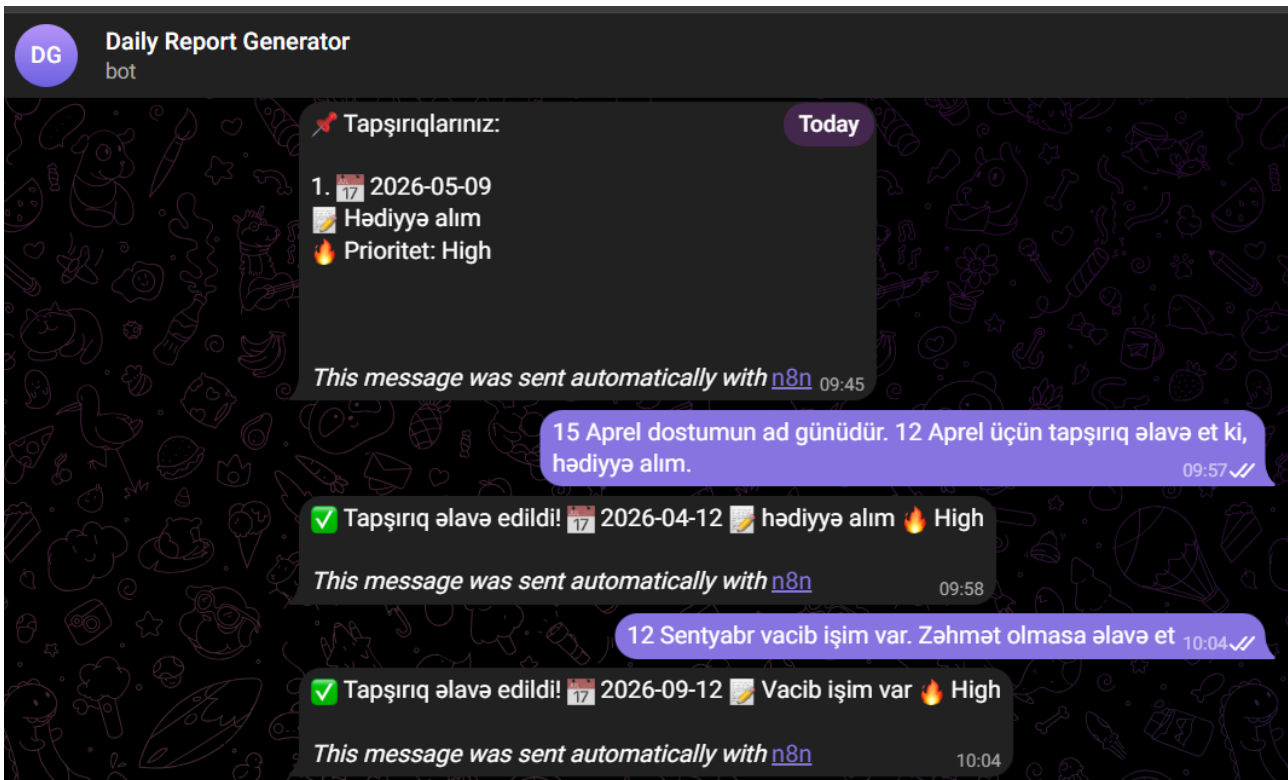 DG
Daily Report Generator
bot
Today
📌 Tapşırıqlarınız:
1. 📅 2026-05-09
📝 Hədiyyə alım
🔥 Prioritet: High
This message was sent automatically with n8n 09:45
15 Aprel dostumun ad günüdür. 12 Aprel üçün tapşırıq əlavə et ki,
hədiyyə alım. 09:57
✅ Tapşırıq əlavə edildi! 📅 2026-04-12 📝 hədiyyə alım 🔥 High
This message was sent automatically with n8n 09:58
12 Sentyabr vacib işim var. Zəhmət olmasa əlavə et 10:04
✅ Tapşırıq əlavə edildi! 📅 2026-09-12 📝 Vacib işim var 🔥 High
This message was sent automatically with n8n 10:04